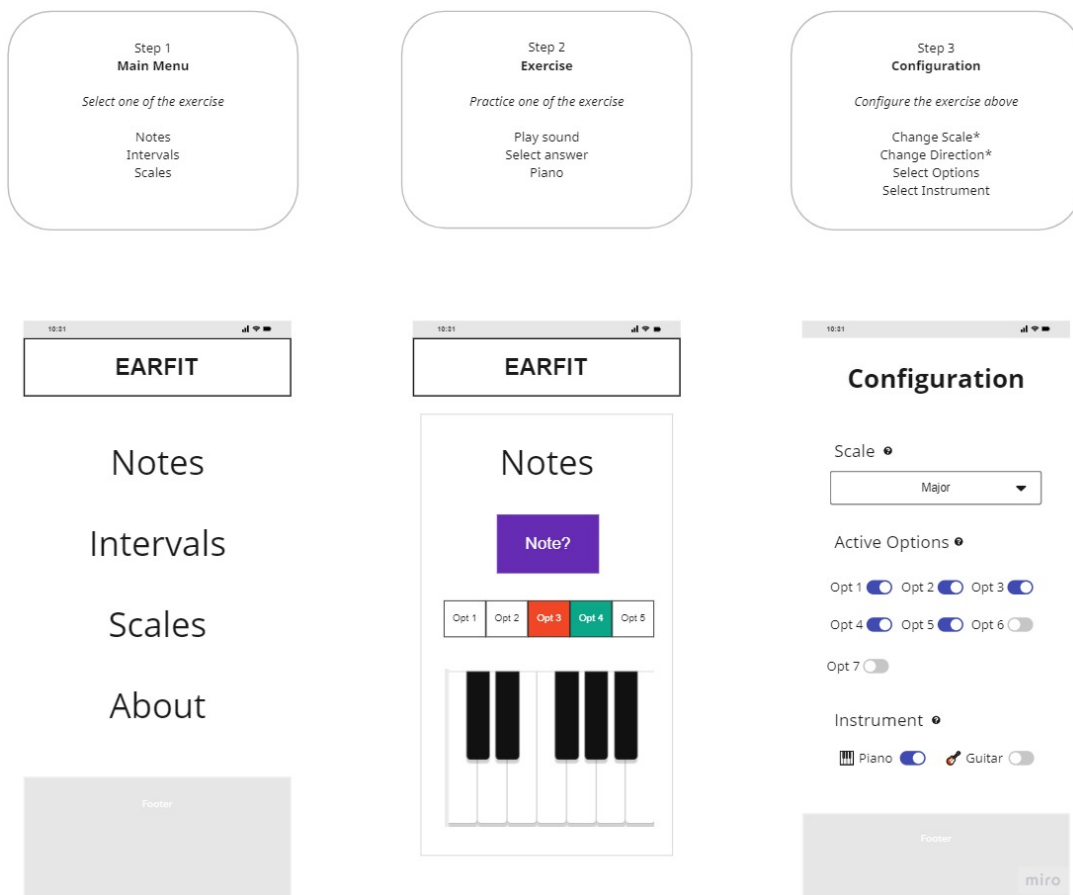 Step 1
Main Menu
Select one of the exercise
Notes
Intervals
Scales
Step 2
Exercise
Practice one of the exercise
Play sound
Select answer
Piano
Step 3
Configuration
Configure the exercise above
Change Scale*
Change Direction*
Select Options
Select Instrument
10:21
EARFIT
Notes
Intervals
Scales
About
Footer
10:21
EARFIT
Notes
Note?
Opt 1 Opt 2 Opt 3 Opt 4 Opt 5
10:21
Configuration
Scale ?
Major
Active Options ?
Opt 1 Opt 2 Opt 3
Opt 4 Opt 5 Opt 6
Opt 7
Instrument ?
Piano Guitar
Footer
miro